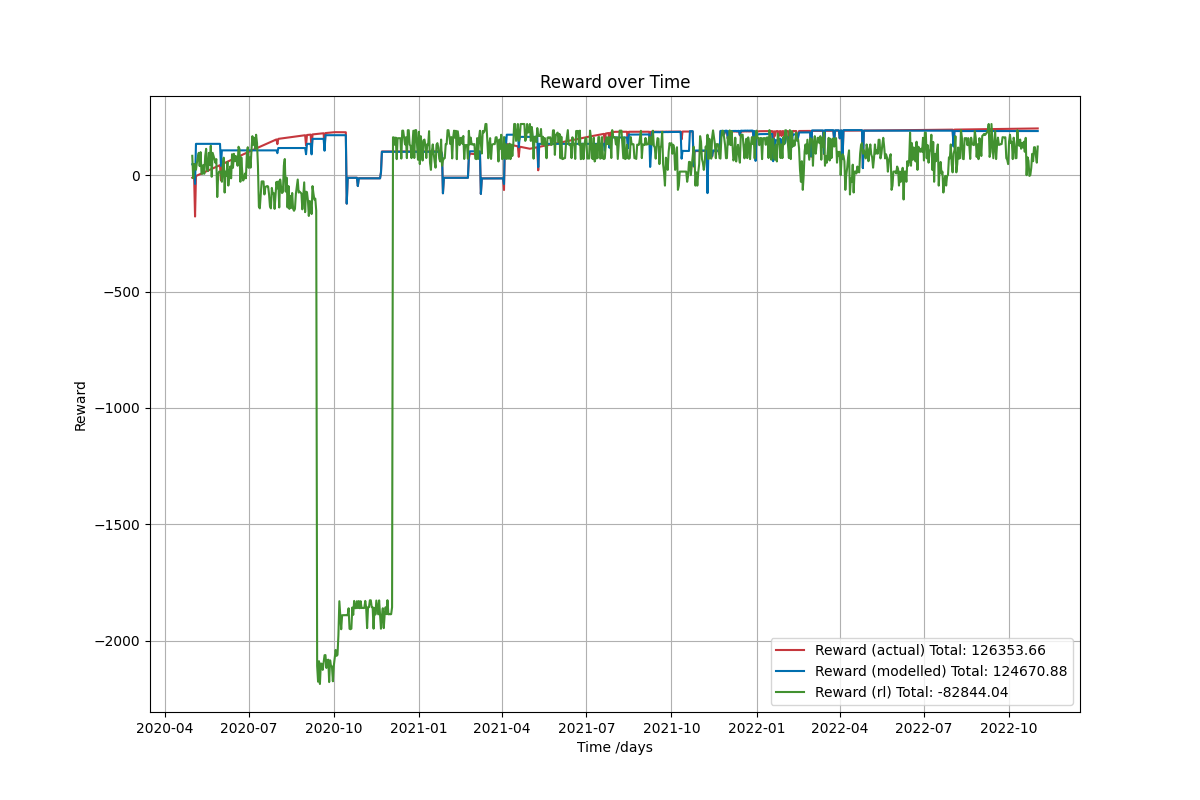 Reward over Time
Reward
0
−500
−1000
−1500
−2000
2020-04 2020-07 2020-10 2021-01 2021-04 2021-07 2021-10 2022-01 2022-04 2022-07 2022-10
Time /days
Reward (actual) Total: 126353.66
Reward (modelled) Total: 124670.88
Reward (rl) Total: -82844.04